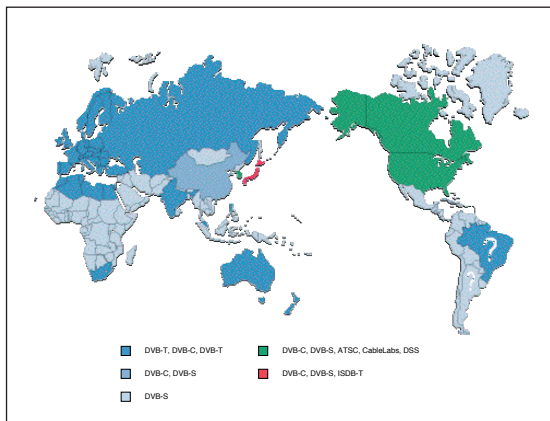 ?
?
DVB-T, DVB-C, DVB-T
DVB-C, DVB-S
DVB-S
DVB-C, DVB-S, ATSC, CableLabs, DSS
DVB-C, DVB-S, ISDB-T